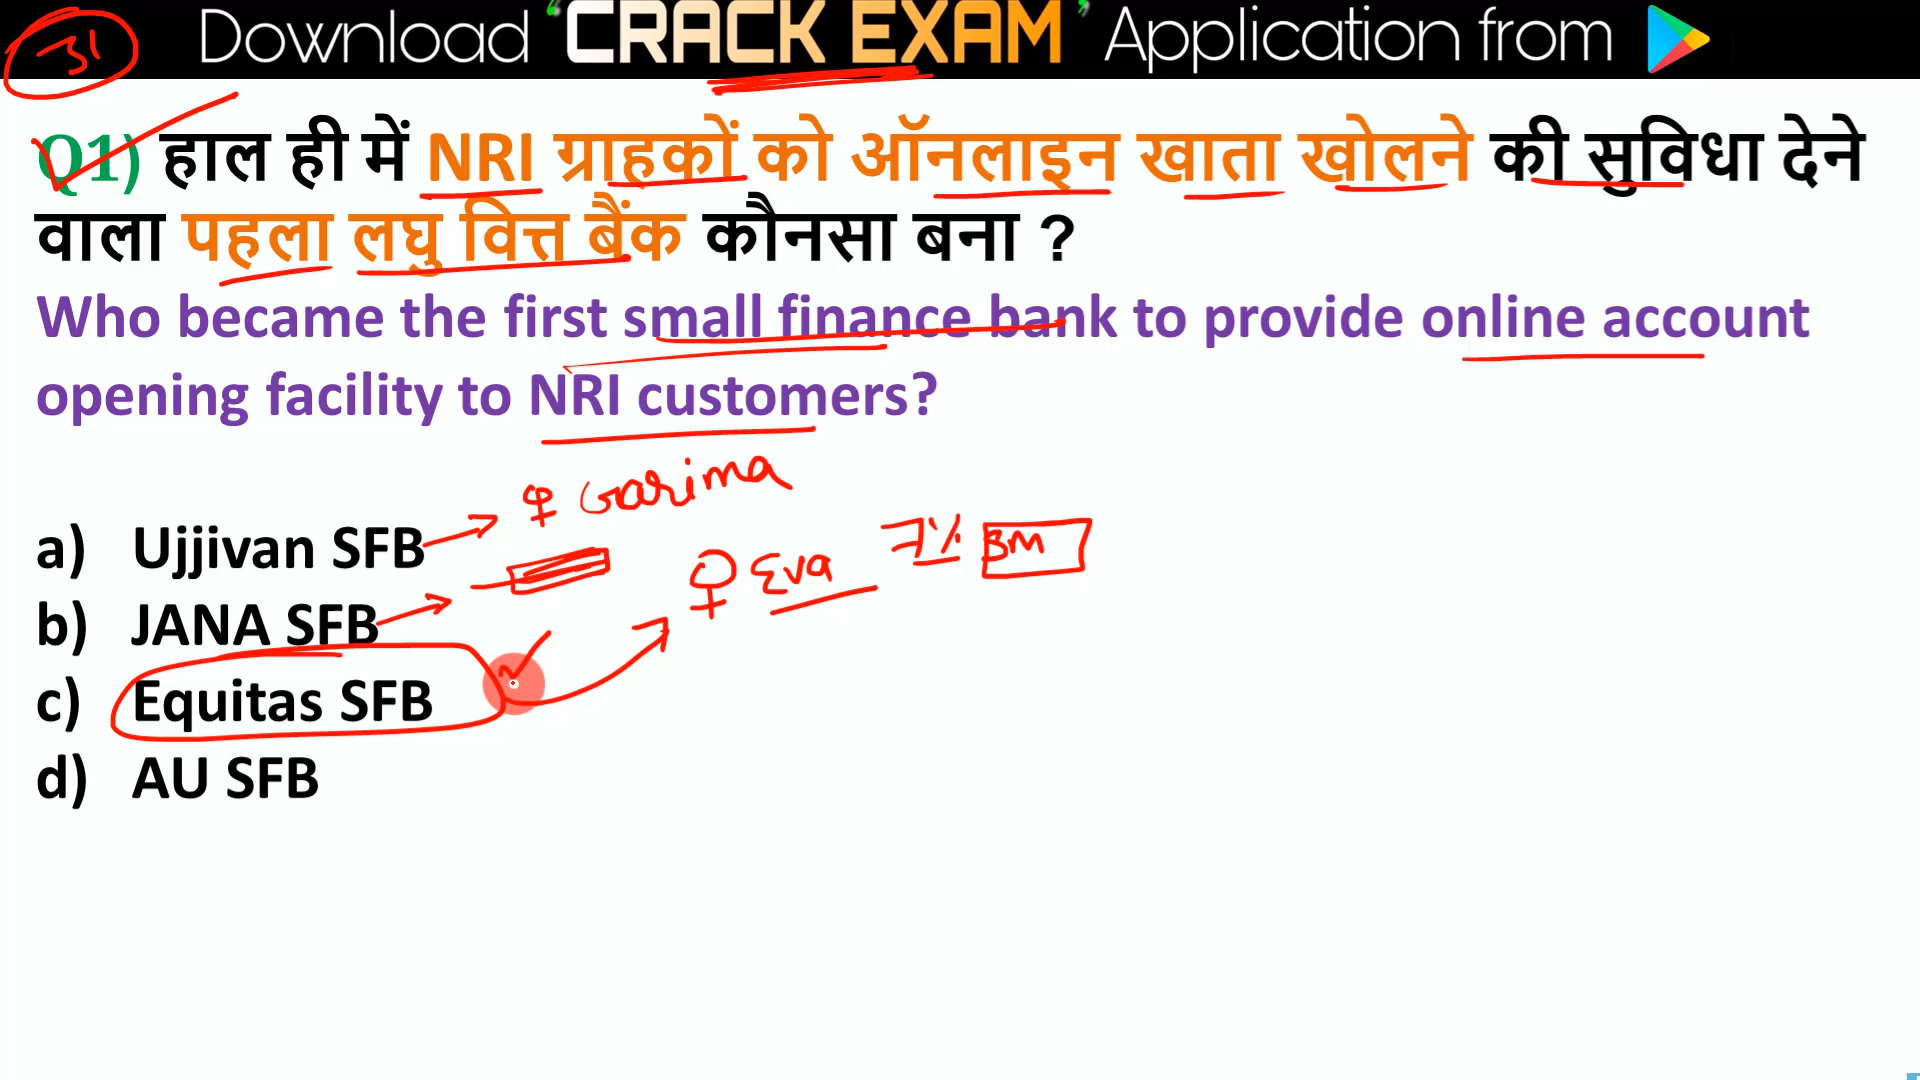 31
Download 'CRACK EXAM' Application from
Q1) हाल ही में NRI ग्राहकों को ऑनलाइन खाता खोलने की सुविधा देने
वाला पहला लघु वित्त बैंक कौनसा बना ?
Who became the first small finance bank to provide online account
opening facility to NRI customers?
♀ Garima
a) Ujjivan SFB
♀ Eva 7% BM
b) JANA SFB
c) Equitas SFB
d) AU SFB